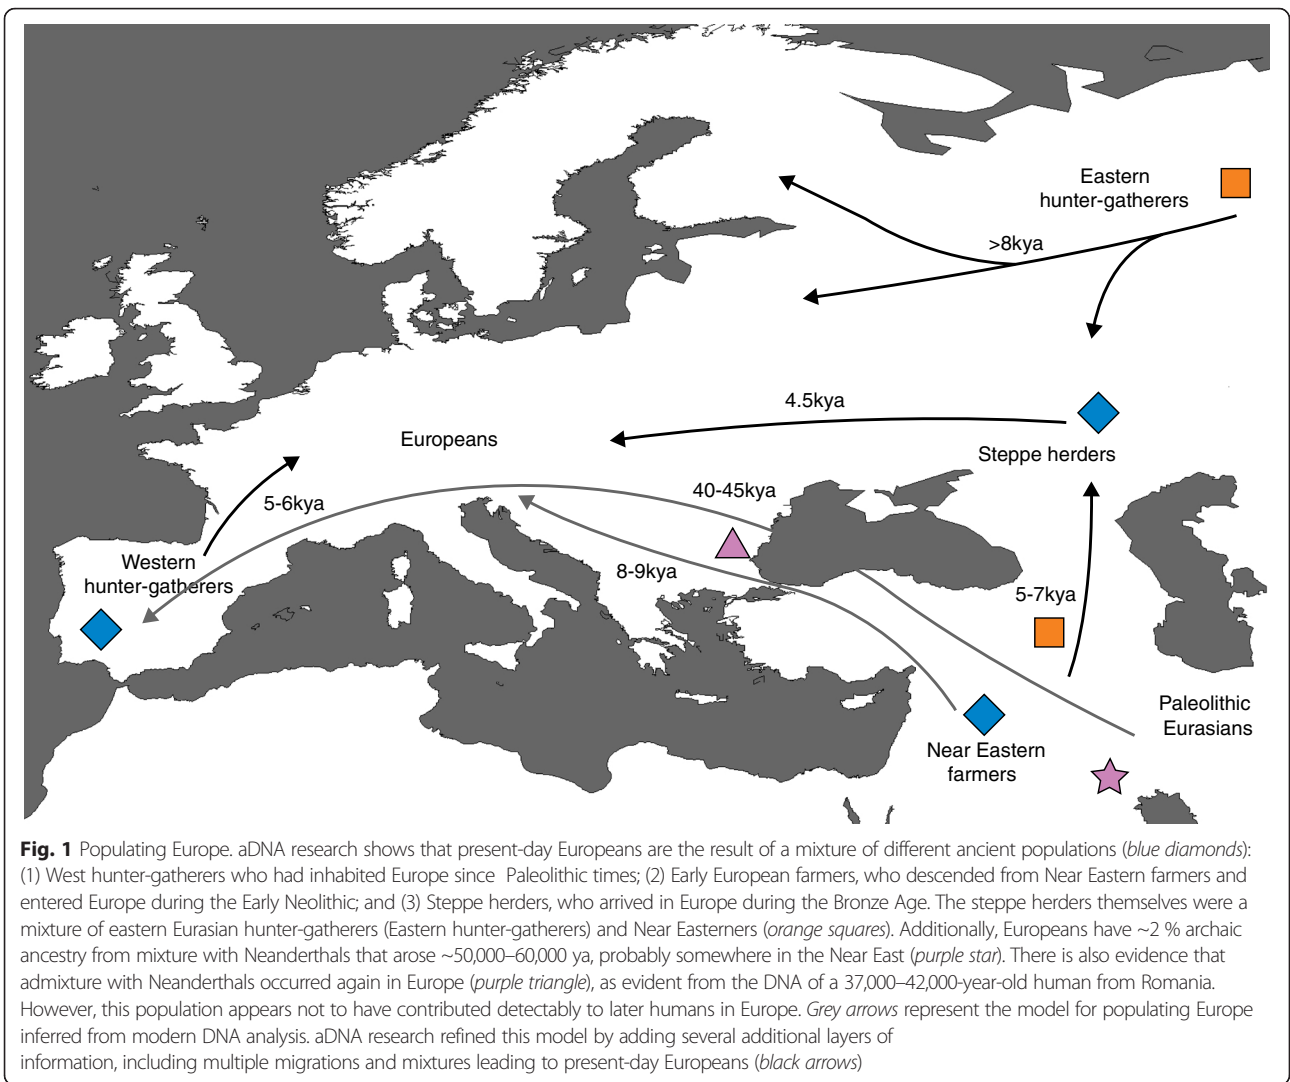 Eastern
hunter-gatherers
>8kya
4.5kya
Europeans
Steppe herders
40-45kya
5-6kya
Western
hunter-gatherers
8-9kya
5-7kya
Paleolithic
Eurasians
Near Eastern
farmers
Fig. 1 Populating Europe. aDNA research shows that present-day Europeans are the result of a mixture of different ancient populations (blue diamonds):
(1) West hunter-gatherers who had inhabited Europe since Paleolithic times; (2) Early European farmers, who descended from Near Eastern farmers and
entered Europe during the Early Neolithic; and (3) Steppe herders, who arrived in Europe during the Bronze Age. The steppe herders themselves were a
mixture of eastern Eurasian hunter-gatherers (Eastern hunter-gatherers) and Near Easterners (orange squares). Additionally, Europeans have ~2 % archaic
ancestry from mixture with Neanderthals that arose ~50,000–60,000 ya, probably somewhere in the Near East (purple star). There is also evidence that
admixture with Neanderthals occurred again in Europe (purple triangle), as evident from the DNA of a 37,000–42,000-year-old human from Romania.
However, this population appears not to have contributed detectably to later humans in Europe. Grey arrows represent the model for populating Europe
inferred from modern DNA analysis. aDNA research refined this model by adding several additional layers of
information, including multiple migrations and mixtures leading to present-day Europeans (black arrows)